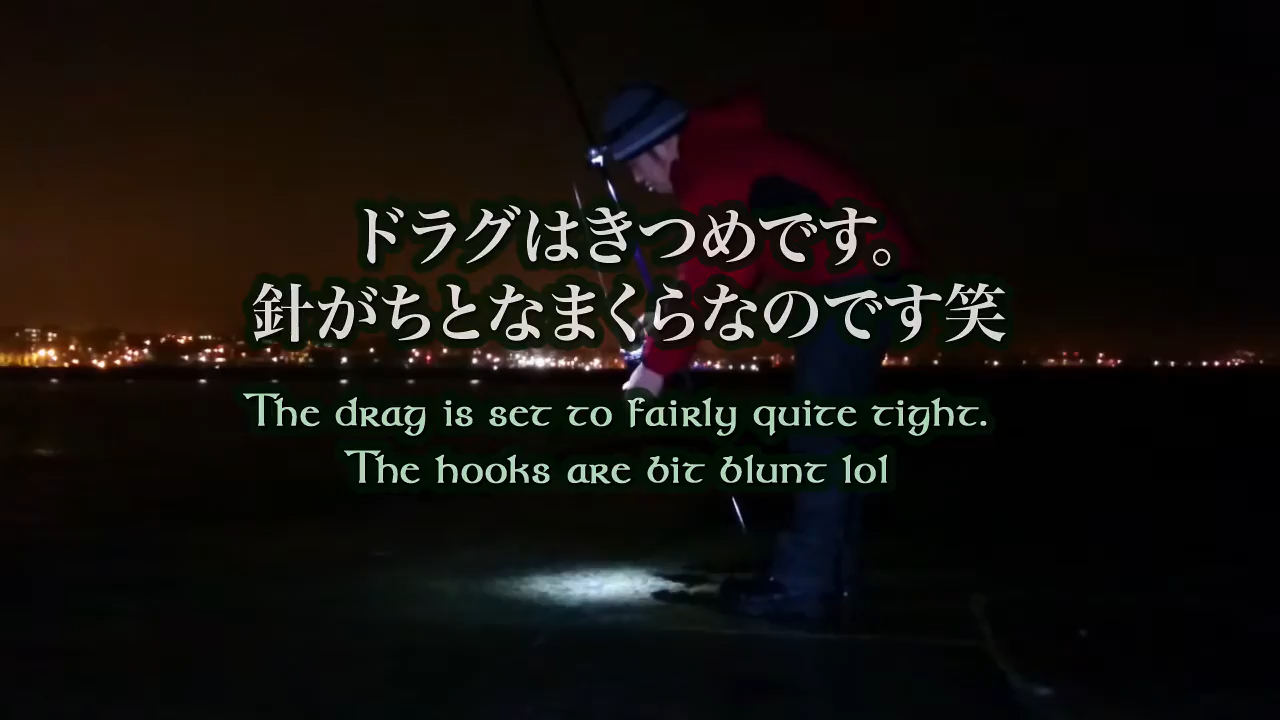 ドラグはきつめです。
針がちとなまくらなのです笑
The drag is set to fairly quite tight.
The hooks are bit blunt lol